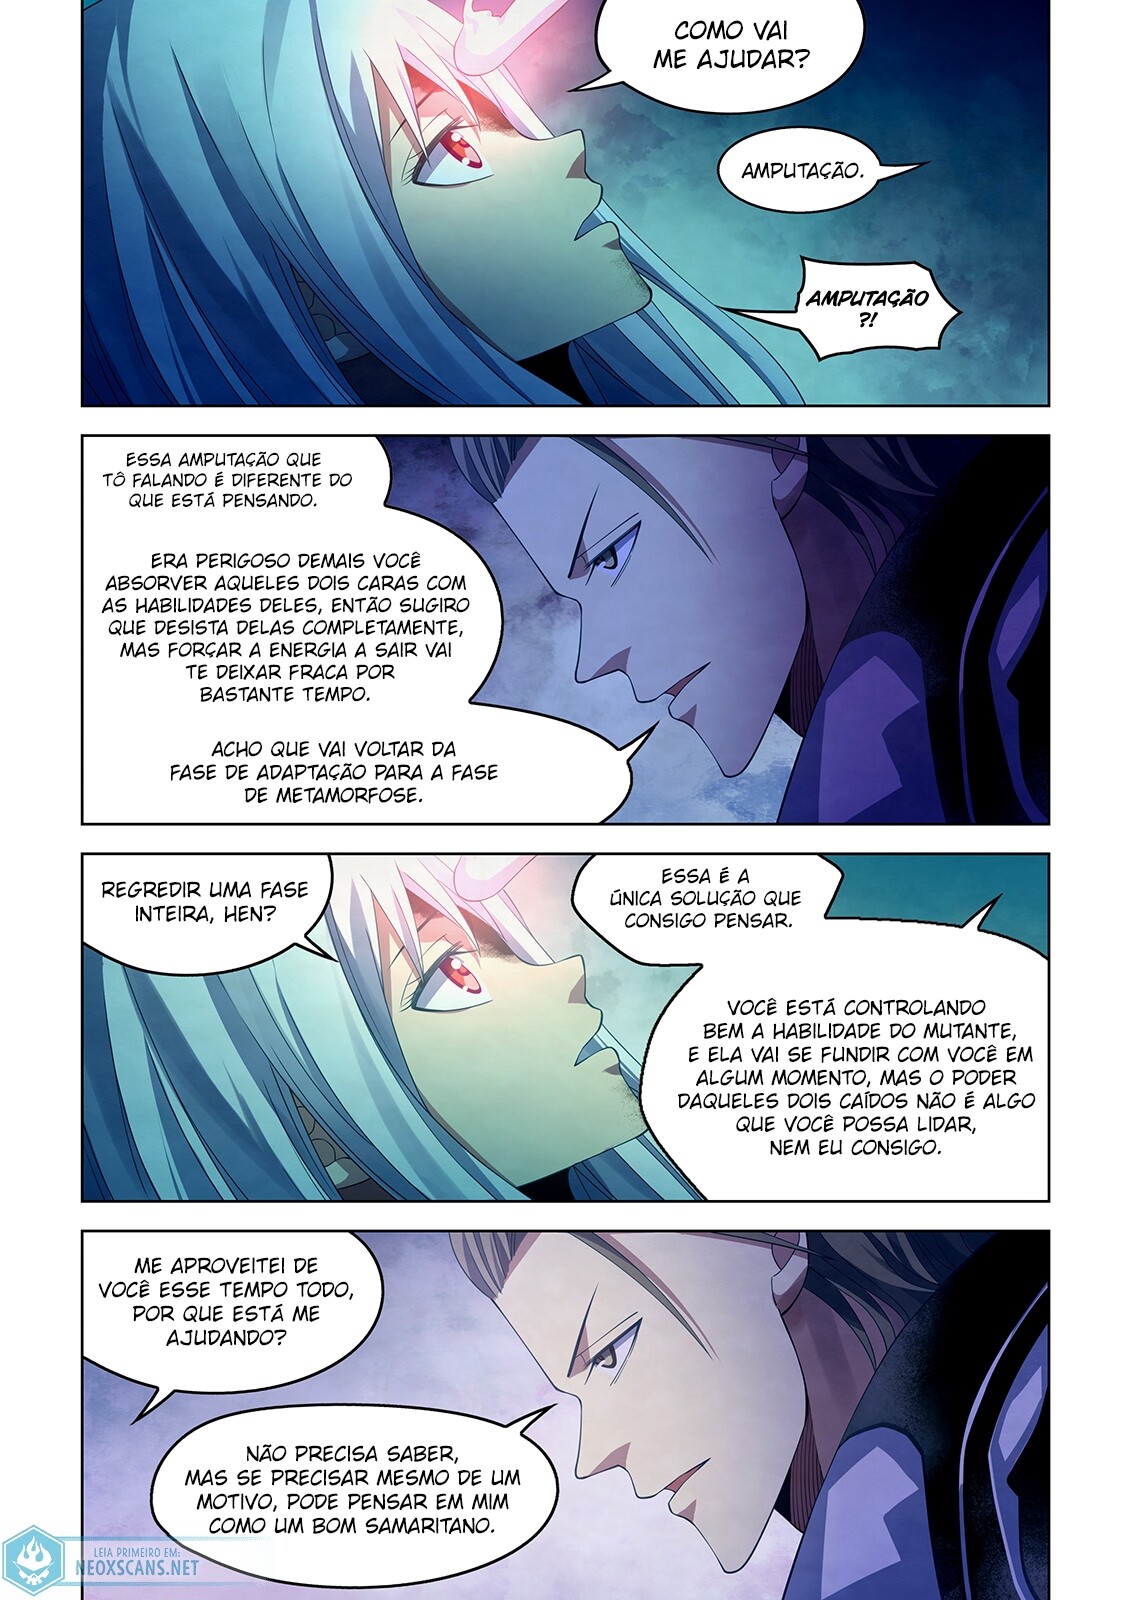 COMO VAI
ME AJUDAR?
AMPUTAÇÃO.
AMPUTAÇÃO
?!
ESSA AMPUTAÇÃO QUE
TÔ FALANDO É DIFERENTE DO
QUE ESTÁ PENSANDO.
ERA PERIGOSO DEMAIS VOCÊ
ABSORVER AQUELES DOIS CARAS COM
AS HABILIDADES DELES, ENTÃO SUGIRO
QUE DESISTA DELAS COMPLETAMENTE,
MAS FORÇAR A ENERGIA A SAIR VAI
TE DEIXAR FRACA POR
BASTANTE TEMPO.
ACHO QUE VAI VOLTAR DA
FASE DE ADAPTAÇÃO PARA A FASE
DE METAMORFOSE.
REGREDIR UMA FASE
INTEIRA, HEN?
ESSA É A
ÚNICA SOLUÇÃO QUE
CONSIGO PENSAR.
VOCÊ ESTÁ CONTROLANDO
BEM A HABILIDADE DO MUTANTE,
E ELA VAI SE FUNDIR COM VOCÊ EM
ALGUM MOMENTO, MAS O PODER
DAQUELES DOIS CAÍDOS NÃO É ALGO
QUE VOCÊ POSSA LIDAR,
NEM EU CONSIGO.
ME APROVEITEI DE
VOCÊ ESSE TEMPO TODO,
POR QUE ESTÁ ME
AJUDANDO?
NÃO PRECISA SABER,
MAS SE PRECISAR MESMO DE UM
MOTIVO, PODE PENSAR EM MIM
COMO UM BOM SAMARITANO.
LEIA PRIMEIRO EM:
NEOXSCANS.NET